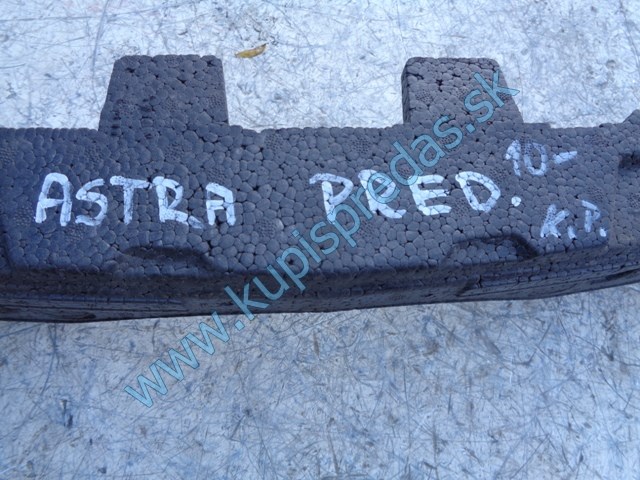 ASTRA PRED. 10-
K.P.
www.kupispredas.sk